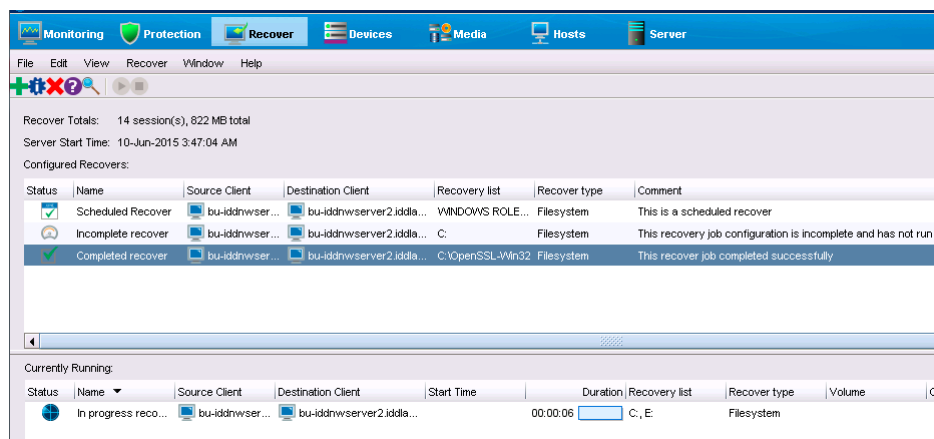 Monitoring Protection Recover Devices Media Hosts Server
File Edit View Recover Window Help
Recover Totals: 14 session(s), 822 MB total
Server Start Time: 10-Jun-2015 3:47:04 AM
Configured Recovers:
Status Name Source Client Destination Client Recovery list Recover type Comment
Scheduled Recover bu-iddnwser... bu-iddnwserver2.iddla... WINDOWS ROLE... Filesystem This is a scheduled recover
Incomplete recover bu-iddnwser... bu-iddnwserver2.iddla... C: Filesystem This recovery job configuration is incomplete and has not run
Completed recover bu-iddnwser... bu-iddnwserver2.iddla... C:\OpenSSL-Win32 Filesystem This recover job completed successfully
Currently Running:
Status Name Source Client Destination Client Start Time Duration Recovery list Recover type Volume
In progress reco... bu-iddnwser... bu-iddnwserver2.iddla... 00:00:06 C:, E: Filesystem